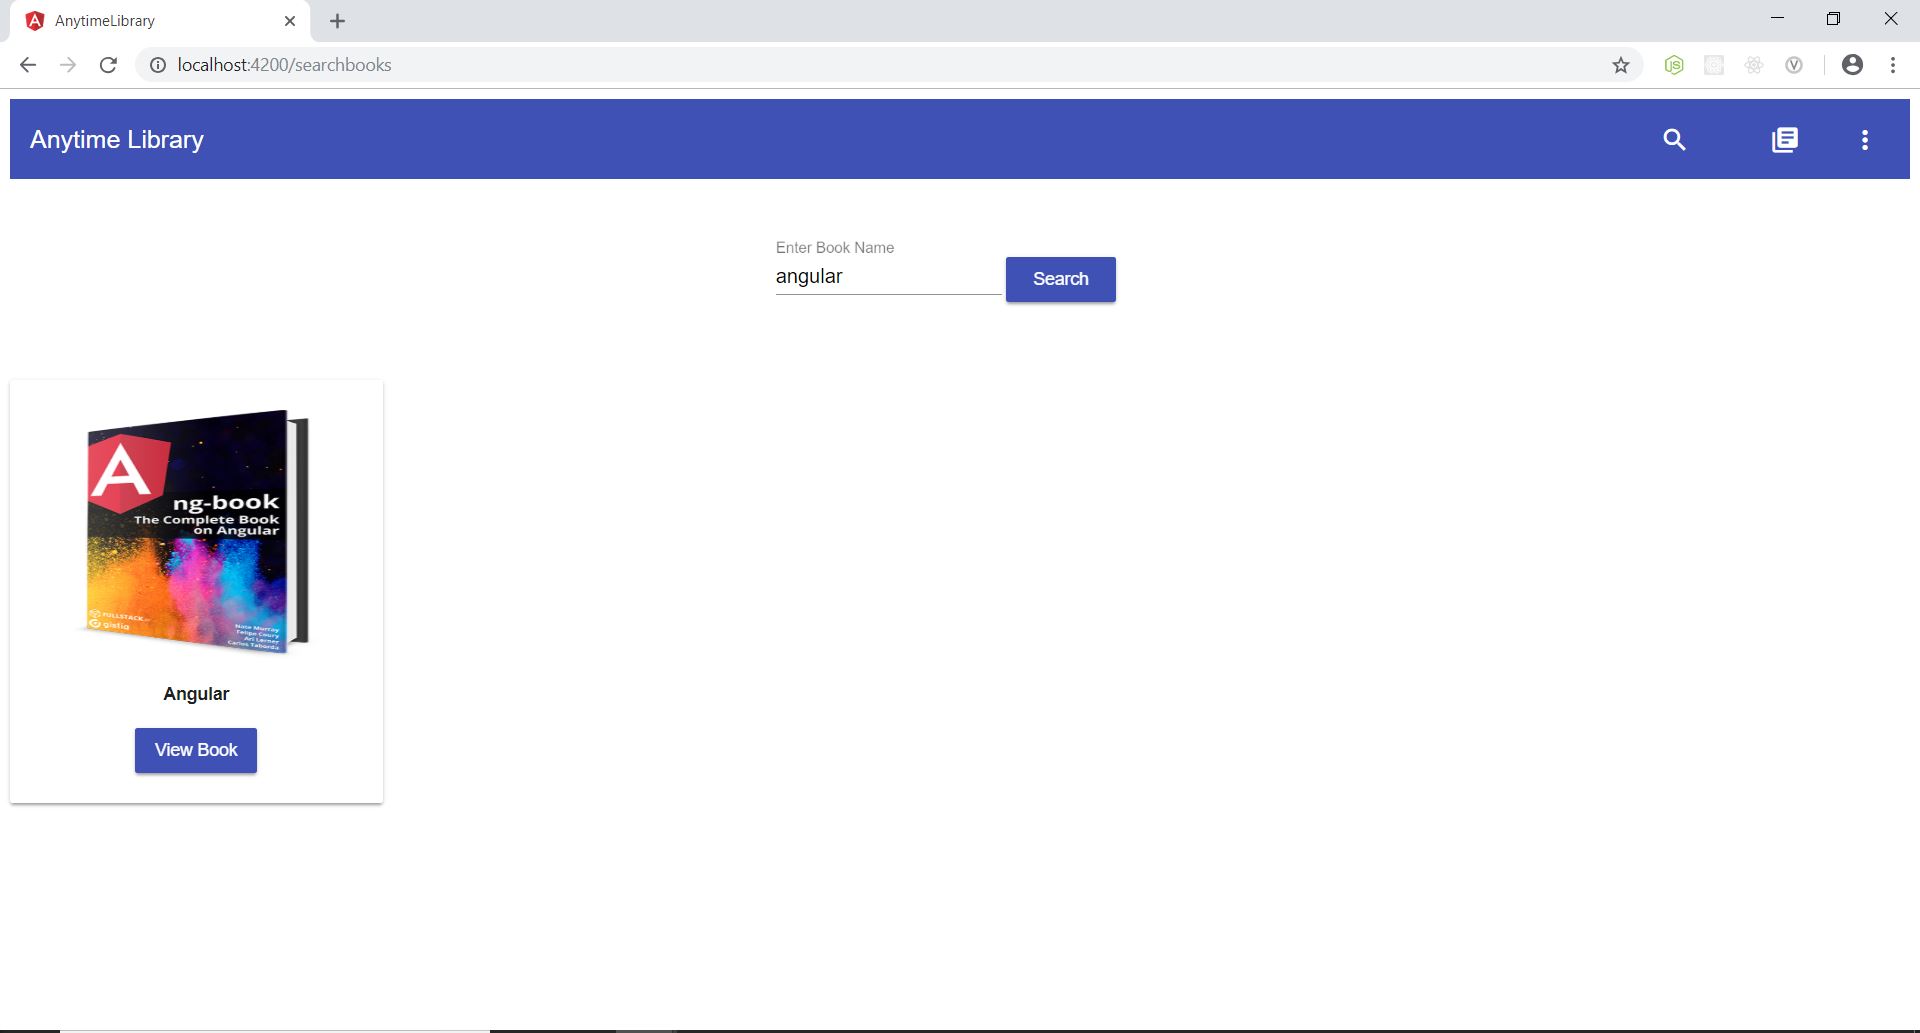 AnytimeLibrary
localhost:4200/searchbooks
Anytime Library
Enter Book Name
angular
Search
ng-book
The Complete Book
on Angular
FULLSTACK
gistia
Nate Murray
Felipe Coury
Ari Lerner
Carlos Taborda
Angular
View Book